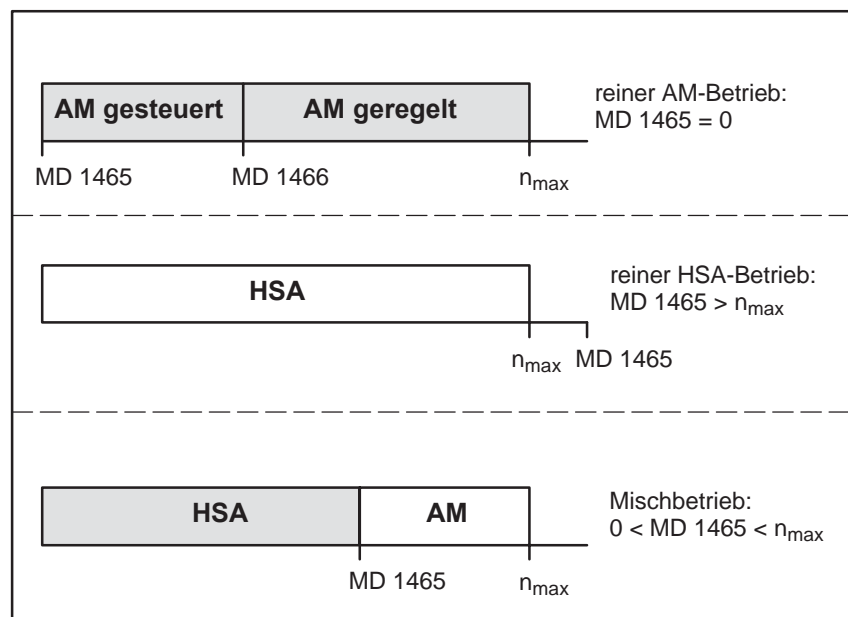 AM gesteuert
AM geregelt
reiner AM-Betrieb:
MD 1465 = 0
MD 1465
MD 1466
nmax
HSA
reiner HSA-Betrieb:
MD 1465 > nmax
nmax
MD 1465
HSA
AM
Mischbetrieb:
0 < MD 1465 < nmax
MD 1465
nmax